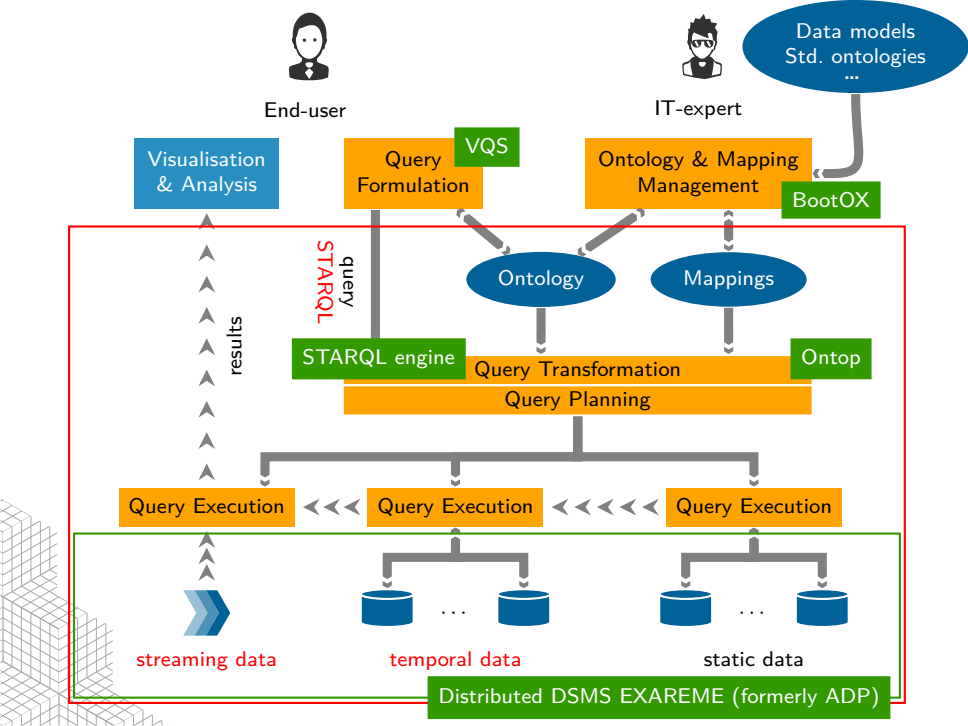 End-user
IT-expert
Data models
Std. ontologies
...
Visualisation
& Analysis
Query
Formulation
VQS
Ontology & Mapping
Management
BootOX
query
STARQL
Ontology
Mappings
results
STARQL engine
Query Transformation
Ontop
Query Planning
Query Execution
Query Execution
Query Execution
...
...
streaming data
temporal data
static data
Distributed DSMS EXAREME (formerly ADP)